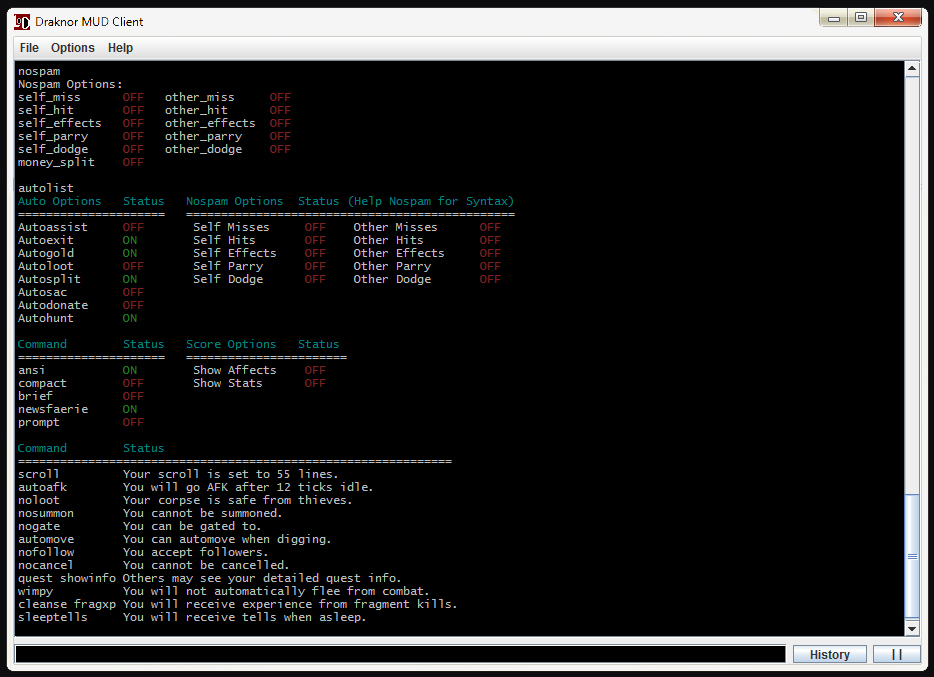 Draknor MUD Client
File Options Help
nospam
Nospam Options:
self_miss OFF other_miss OFF
self_hit OFF other_hit OFF
self_effects OFF other_effects OFF
self_parry OFF other_parry OFF
self_dodge OFF other_dodge OFF
money_split OFF
autolist
Auto Options Status Nospam Options Status (Help Nospam for Syntax)
===================== ===============================================
Autoassist OFF Self Misses OFF Other Misses OFF
Autoexit ON Self Hits OFF Other Hits OFF
Autogold ON Self Effects OFF Other Effects OFF
Autoloot OFF Self Parry OFF Other Parry OFF
Autosplit ON Self Dodge OFF Other Dodge OFF
Autosac OFF
Autodonate OFF
Autohunt ON
Command Status Score Options Status
===================== =======================
ansi ON Show Affects OFF
compact OFF Show Stats OFF
brief OFF
newsfaerie ON
prompt OFF
Command Status
==============================================================
scroll Your scroll is set to 55 lines.
autoafk You will go AFK after 12 ticks idle.
noloot Your corpse is safe from thieves.
nosummon You cannot be summoned.
nogate You can be gated to.
automove You can automove when digging.
nofollow You accept followers.
nocancel You cannot be cancelled.
quest showinfo Others may see your detailed quest info.
wimpy You will not automatically flee from combat.
cleanse fragxp You will receive experience from fragment kills.
sleeptells You will receive tells when asleep.
History | |